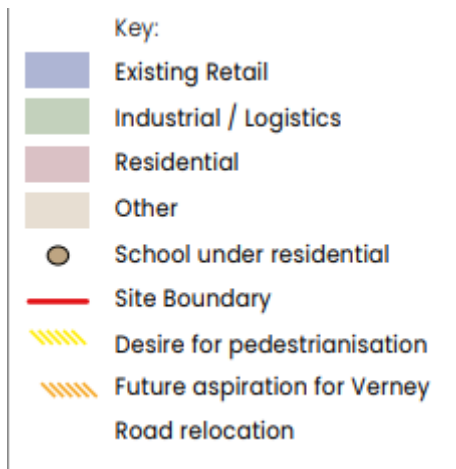 Key:
Existing Retail
Industrial / Logistics
Residential
Other
School under residential
Site Boundary
Desire for pedestrianisation
Future aspiration for Verney
Road relocation